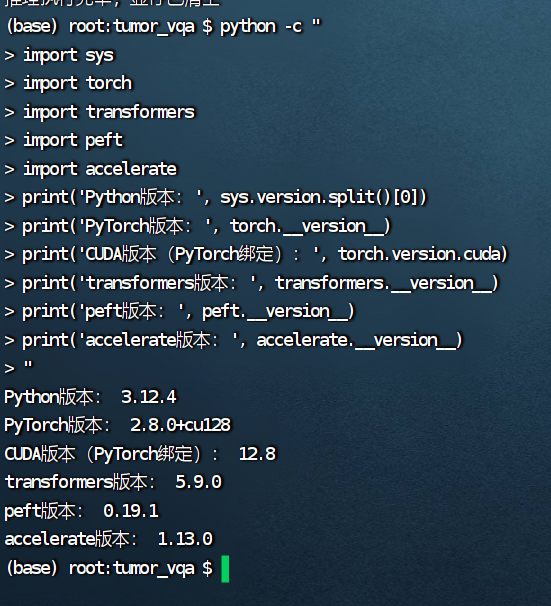 (base) root:tumor_vqa $ python -c "
> import sys
> import torch
> import transformers
> import peft
> import accelerate
> print('Python版本: ', sys.version.split()[0])
> print('PyTorch版本: ', torch.__version__)
> print('CUDA版本（PyTorch绑定）: ', torch.version.cuda)
> print('transformers版本: ', transformers.__version__)
> print('peft版本: ', peft.__version__)
> print('accelerate版本: ', accelerate.__version__)
> "
Python版本:  3.12.4
PyTorch版本:  2.8.0+cu128
CUDA版本（PyTorch绑定）:  12.8
transformers版本:  5.9.0
peft版本:  0.19.1
accelerate版本:  1.13.0
(base) root:tumor_vqa $